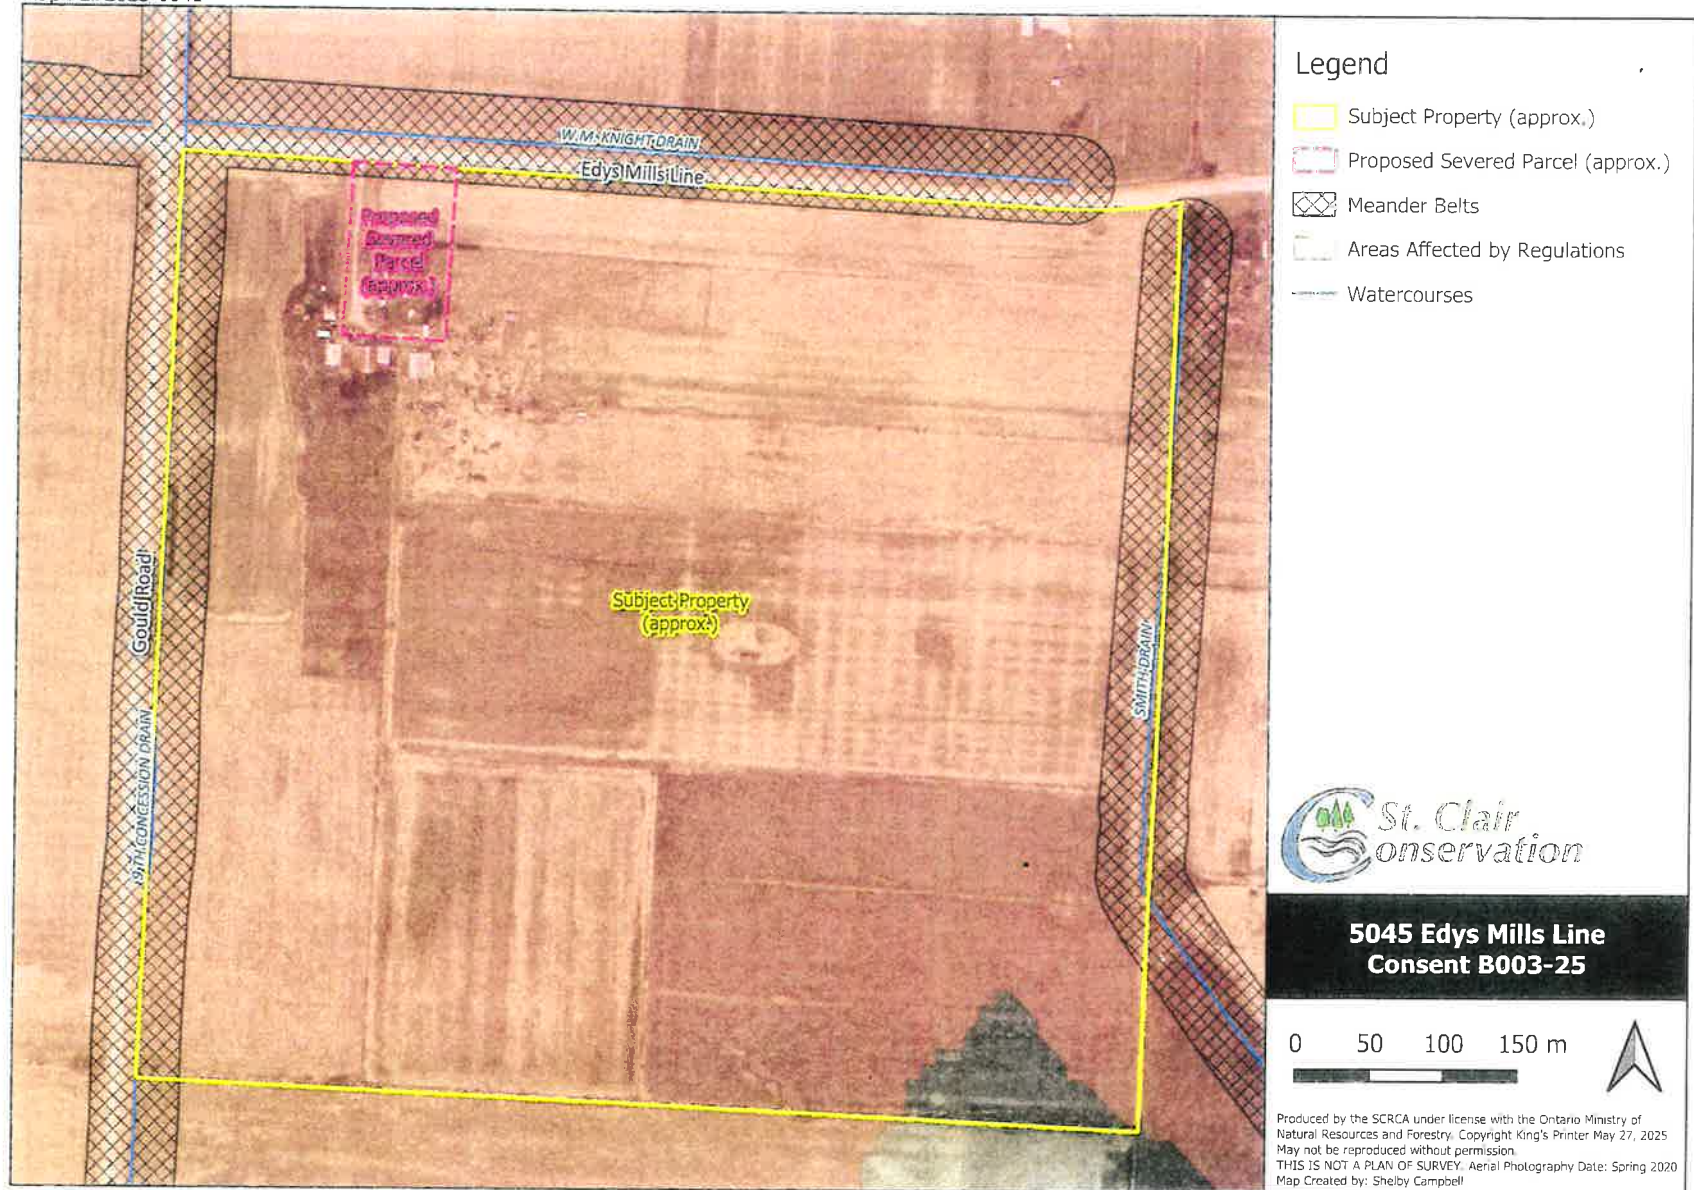 W.M. KNIGHT DRAIN
Edys Mills Line
Proposed
Severed
Parcel
(approx.)
Gould Road
Subject Property
(approx.)
SMITH DRAIN
19TH CONCESSION DRAIN
Legend
Subject Property (approx.)
Proposed Severed Parcel (approx.)
Meander Belts
Areas Affected by Regulations
Watercourses
St. Clair
Conservation
5045 Edys Mills Line
Consent B003-25
0 50 100 150 m
Produced by the SCRCA under license with the Ontario Ministry of
Natural Resources and Forestry. Copyright King's Printer May 27, 2025
May not be reproduced without permission.
THIS IS NOT A PLAN OF SURVEY. Aerial Photography Date: Spring 2020
Map Created by: Shelby Campbell